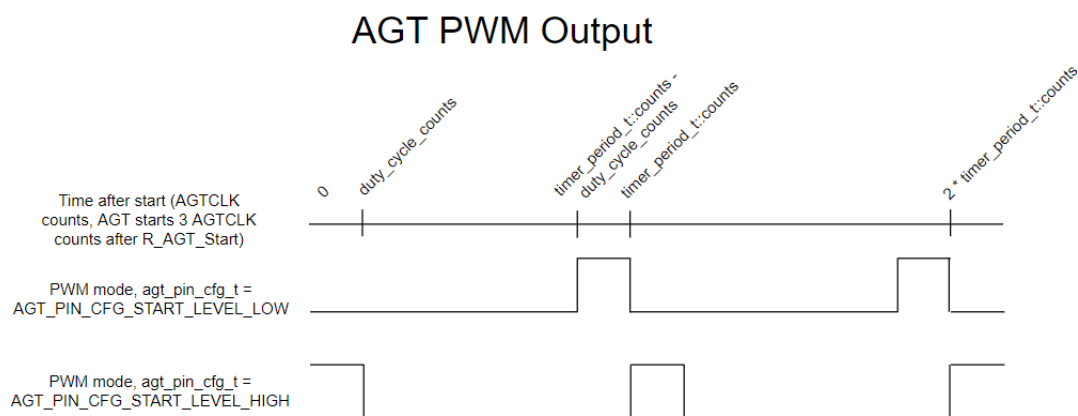 AGT PWM Output
0
duty_cycle_counts
timer_period_t::counts -
duty_cycle_counts
timer_period_t::counts
2 * timer_period_t::counts
Time after start (AGTCLK
counts, AGT starts 3 AGTCLK
counts after R_AGT_Start)
PWM mode, agt_pin_cfg_t =
AGT_PIN_CFG_START_LEVEL_LOW
PWM mode, agt_pin_cfg_t =
AGT_PIN_CFG_START_LEVEL_HIGH